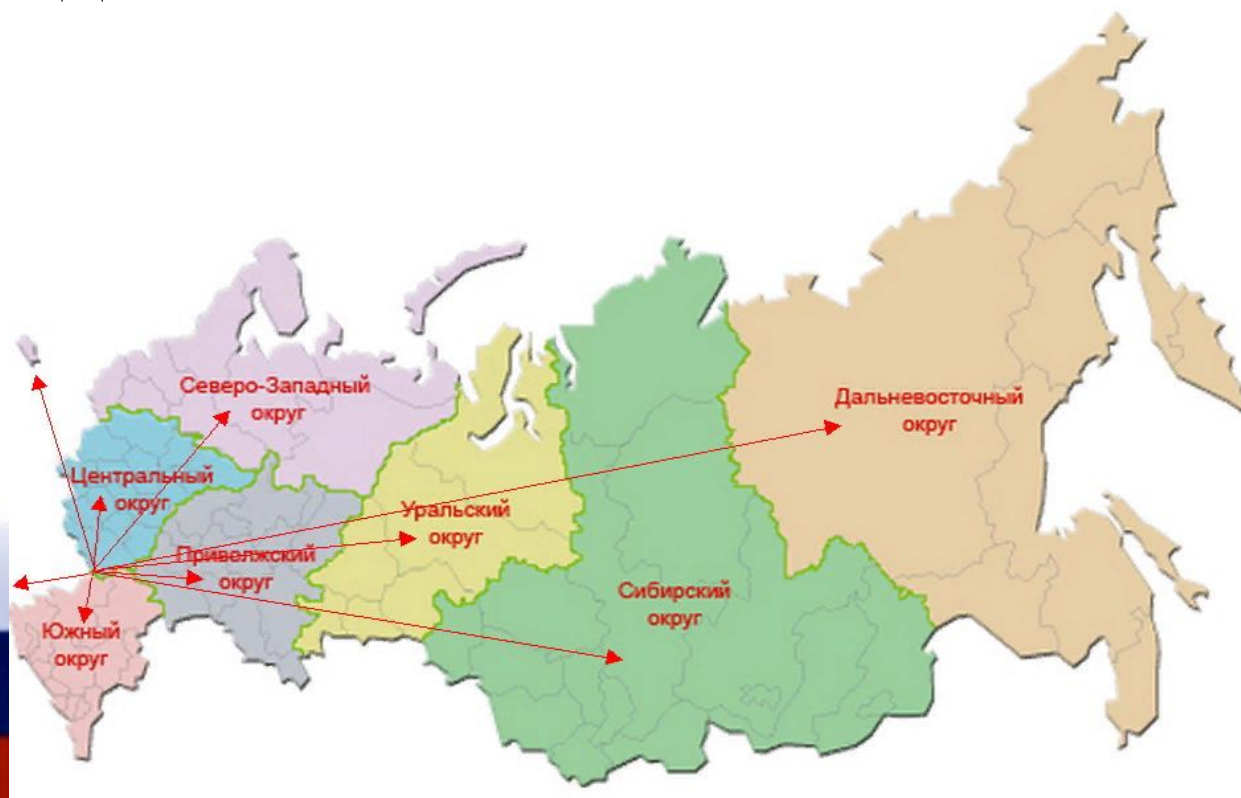 Северо-Западный
округ
Дальневосточный
округ
Центральный
округ
Уральский
округ
Приволжский
округ
Сибирский
округ
Южный
округ